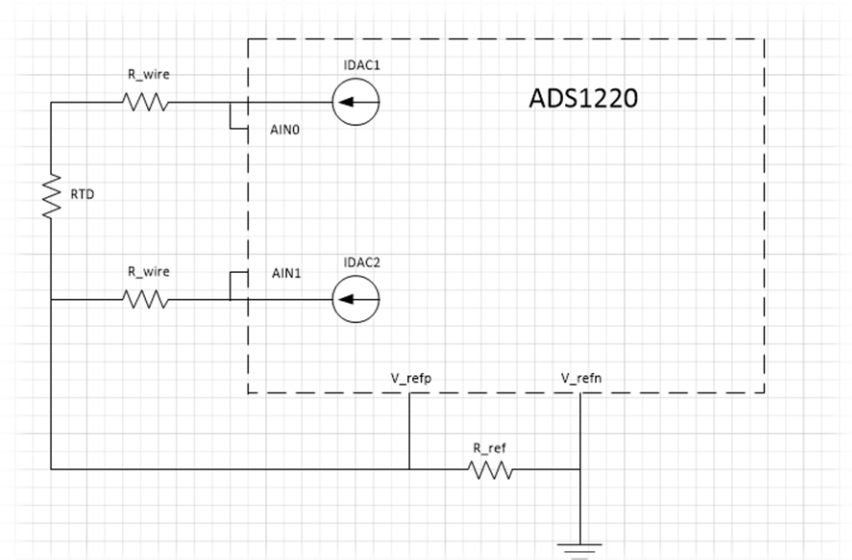 IDAC1
R_wire
ADS1220
AIN0
RTD
IDAC2
R_wire
AIN1
V_refp
V_refn
R_ref